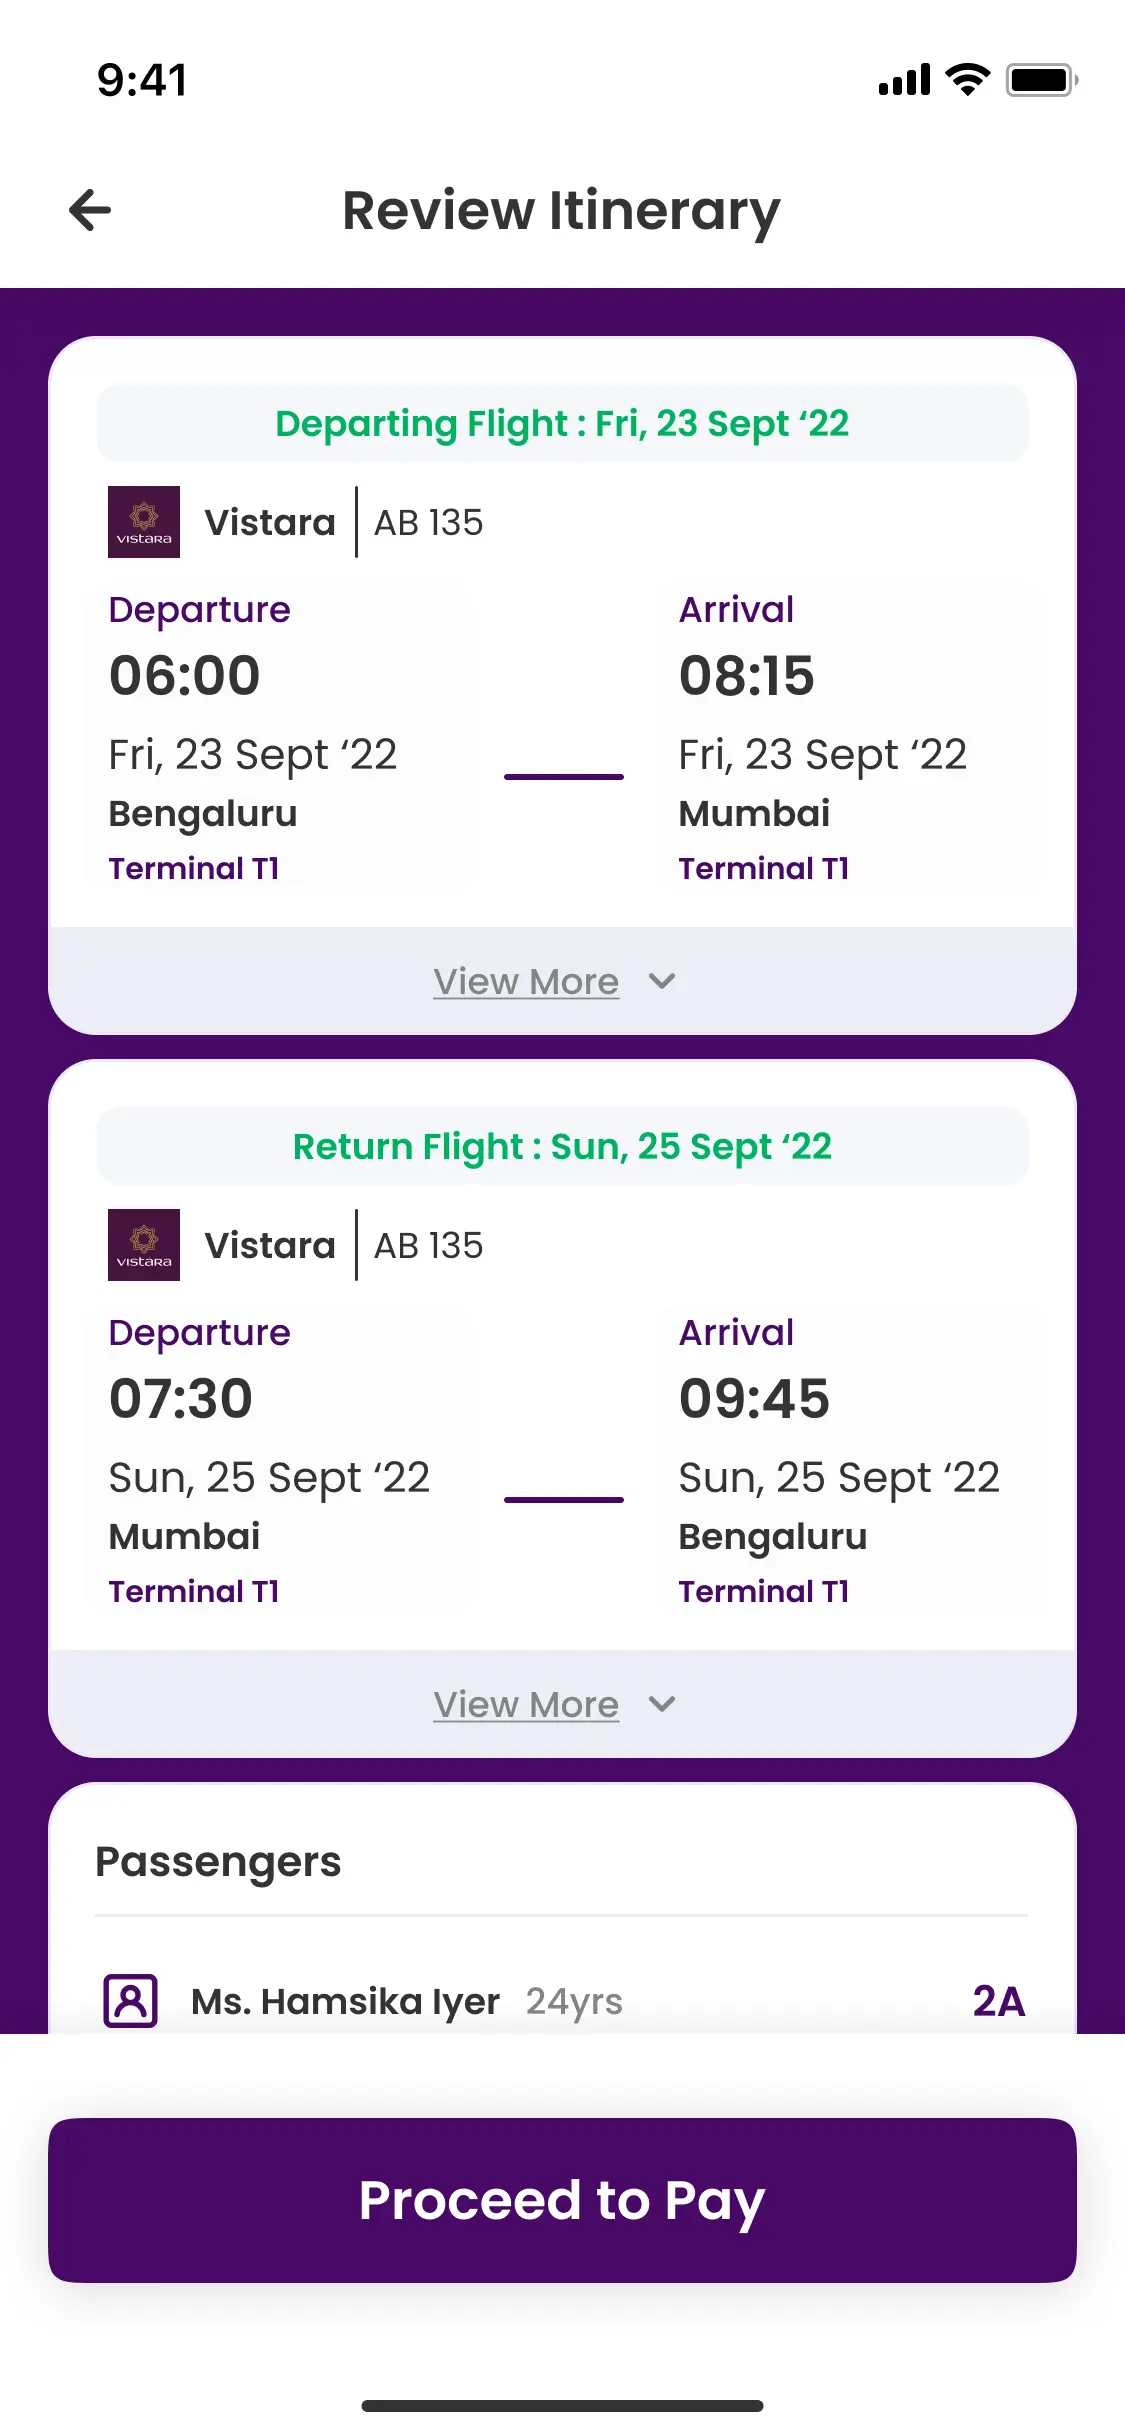 9:41
Review Itinerary
Departing Flight : Fri, 23 Sept ‘22
VISTARA Vistara AB 135
Departure Arrival
06:00 08:15
Fri, 23 Sept ‘22 Fri, 23 Sept ‘22
Bengaluru Mumbai
Terminal T1 Terminal T1
View More
Return Flight : Sun, 25 Sept ‘22
VISTARA Vistara AB 135
Departure Arrival
07:30 09:45
Sun, 25 Sept ‘22 Sun, 25 Sept ‘22
Mumbai Bengaluru
Terminal T1 Terminal T1
View More
Passengers
Ms. Hamsika Iyer 24yrs 2A
Proceed to Pay